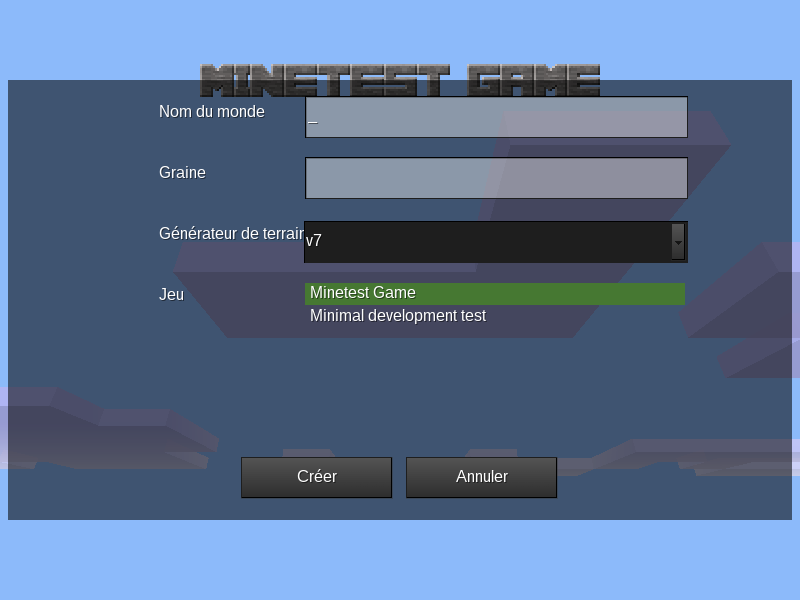 MINETEST GAME
Nom du monde
_
Graine
Générateur de terrain
v7
Jeu
Minetest Game
Minimal development test
Créer
Annuler